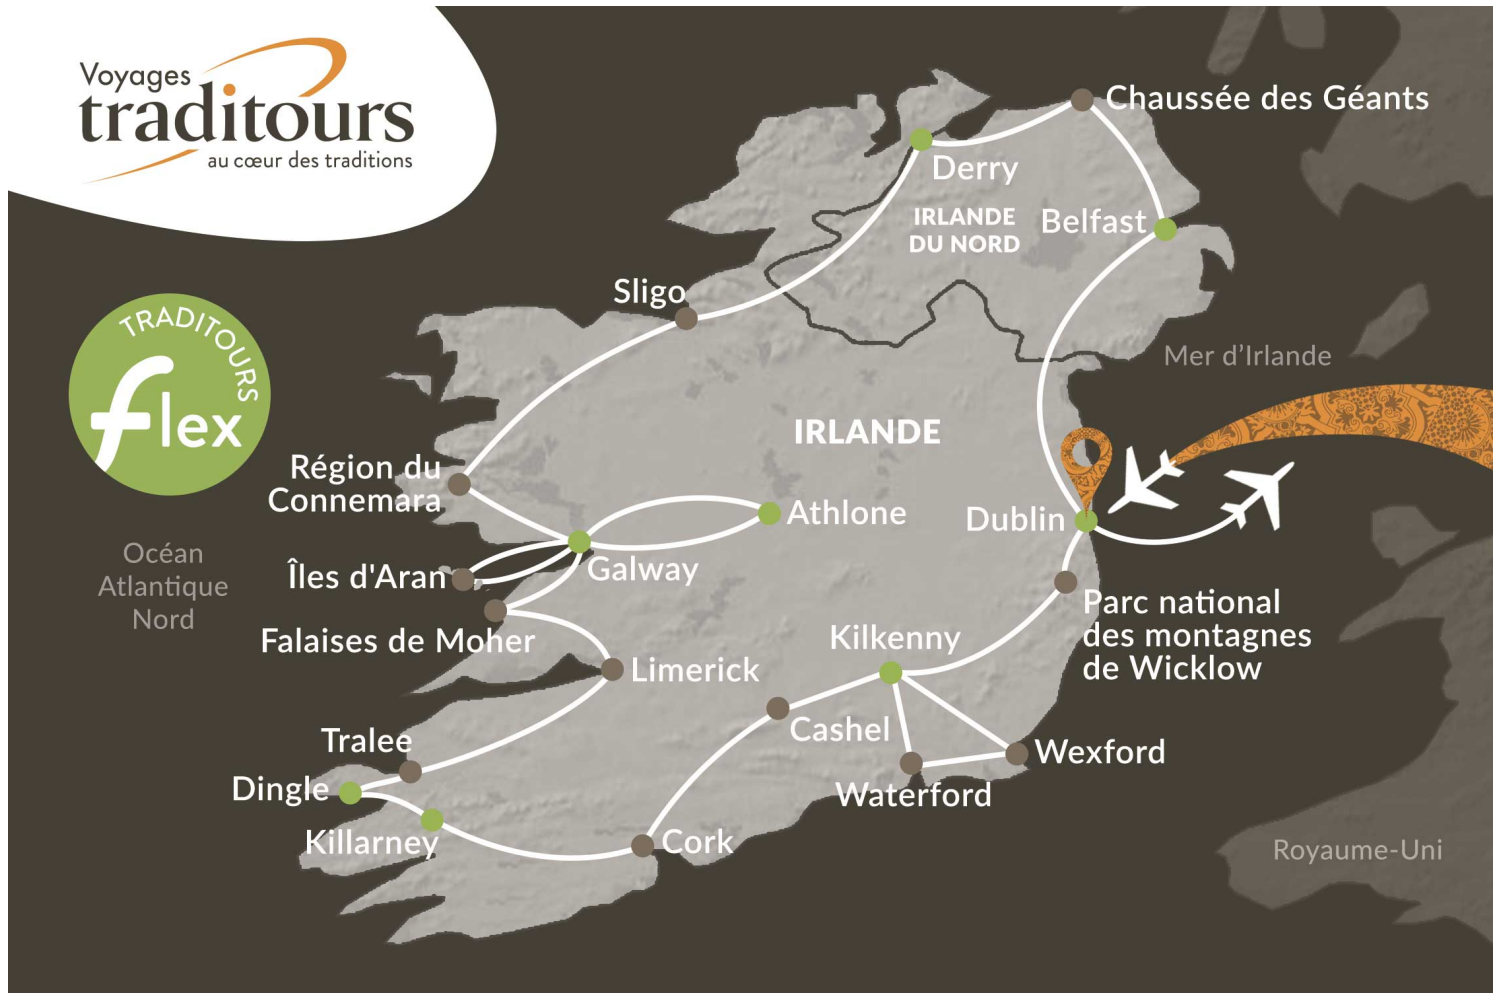 Voyages
traditours
au cœur des traditions
TRADITOURS
flex
Chaussée des Géants
Derry
IRLANDE
DU NORD
Belfast
Sligo
Mer d'Irlande
IRLANDE
Région du
Connemara
Athlone
Dublin
Océan
Atlantique
Nord
Îles d'Aran
Galway
Falaises de Moher
Parc national
des montagnes
de Wicklow
Kilkenny
Limerick
Cashel
Tralee
Wexford
Dingle
Waterford
Killarney
Cork
Royaume-Uni